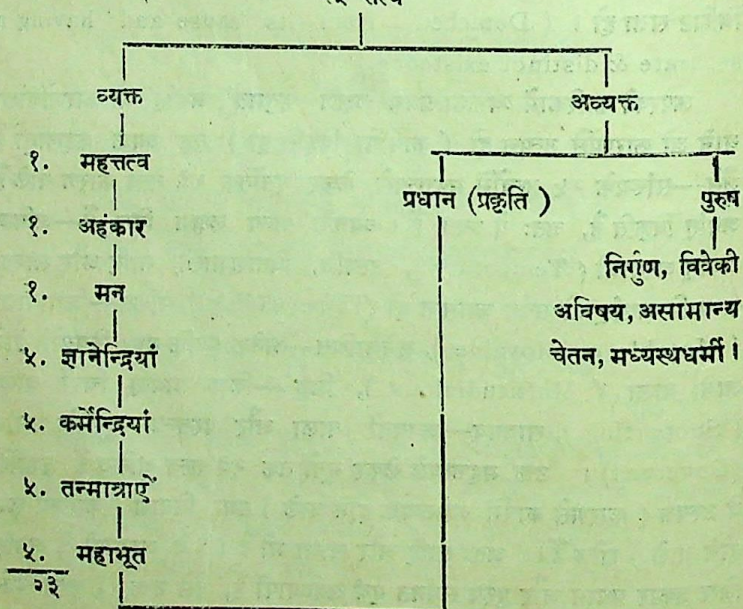 व्यक्त अव्यक्त
१. महत्तत्व
१. अहंकार
१. मन
५. ज्ञानेन्द्रियां
५. कर्मेन्द्रियां
५. तन्मात्राएँ
५. महाभूत
२३
प्रधान (प्रकृति) पुरुष
निर्गुण, विवेकी
अविषय, असामान्य
चेतन, मध्यस्थधर्मी।